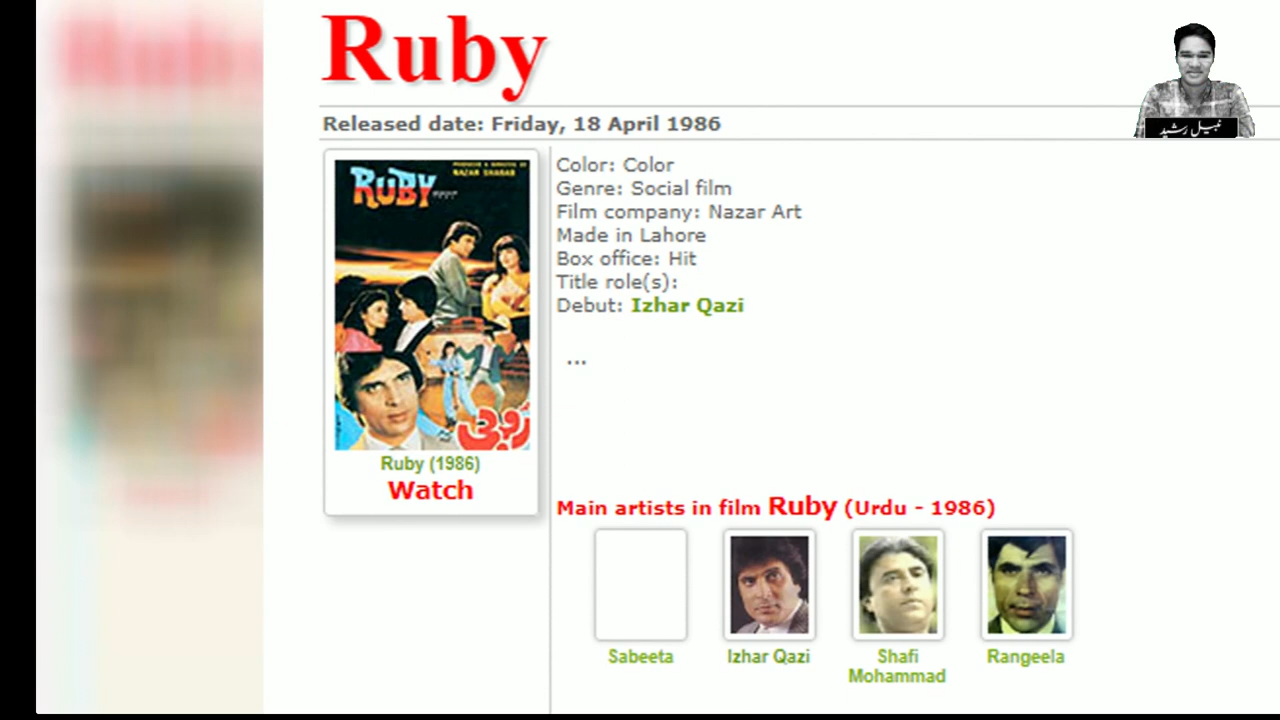 Ruby
نبیل رشید
Released date: Friday, 18 April 1986
PRODUCER & DIRECTOR
NAZAR SHABAB
RUBY
روبی
Ruby (1986)
Watch
Color: Color
Genre: Social film
Film company: Nazar Art
Made in Lahore
Box office: Hit
Title role(s):
Debut: Izhar Qazi
...
Main artists in film Ruby (Urdu - 1986)
Sabeeta
Izhar Qazi
Shafi
Mohammad
Rangeela